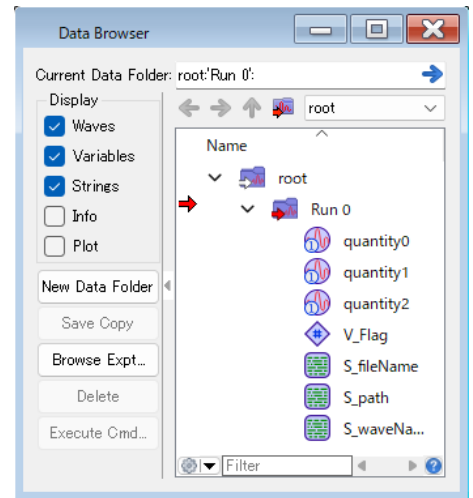 Data Browser
Current Data Folder: root:'Run 0':
Display
Waves
Variables
Strings
Info
Plot
New Data Folder
Save Copy
Browse Expt...
Delete
Execute Cmd...
root
Name
root
Run 0
quantity0
quantity1
quantity2
V_Flag
S_fileName
S_path
S_waveNa...
Filter